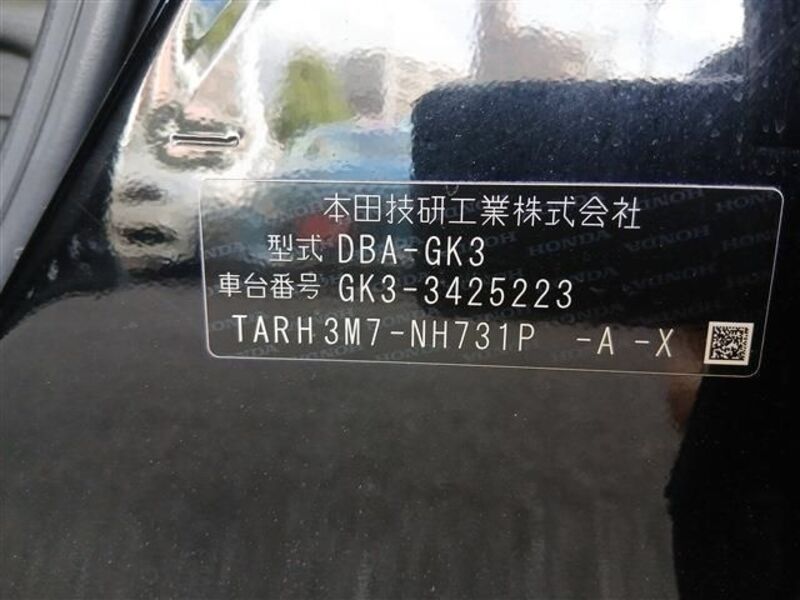 本田技研工業株式会社
型式 DBA-GK3
車台番号 GK3-3425223
TARH3M7-NH731P -A -X